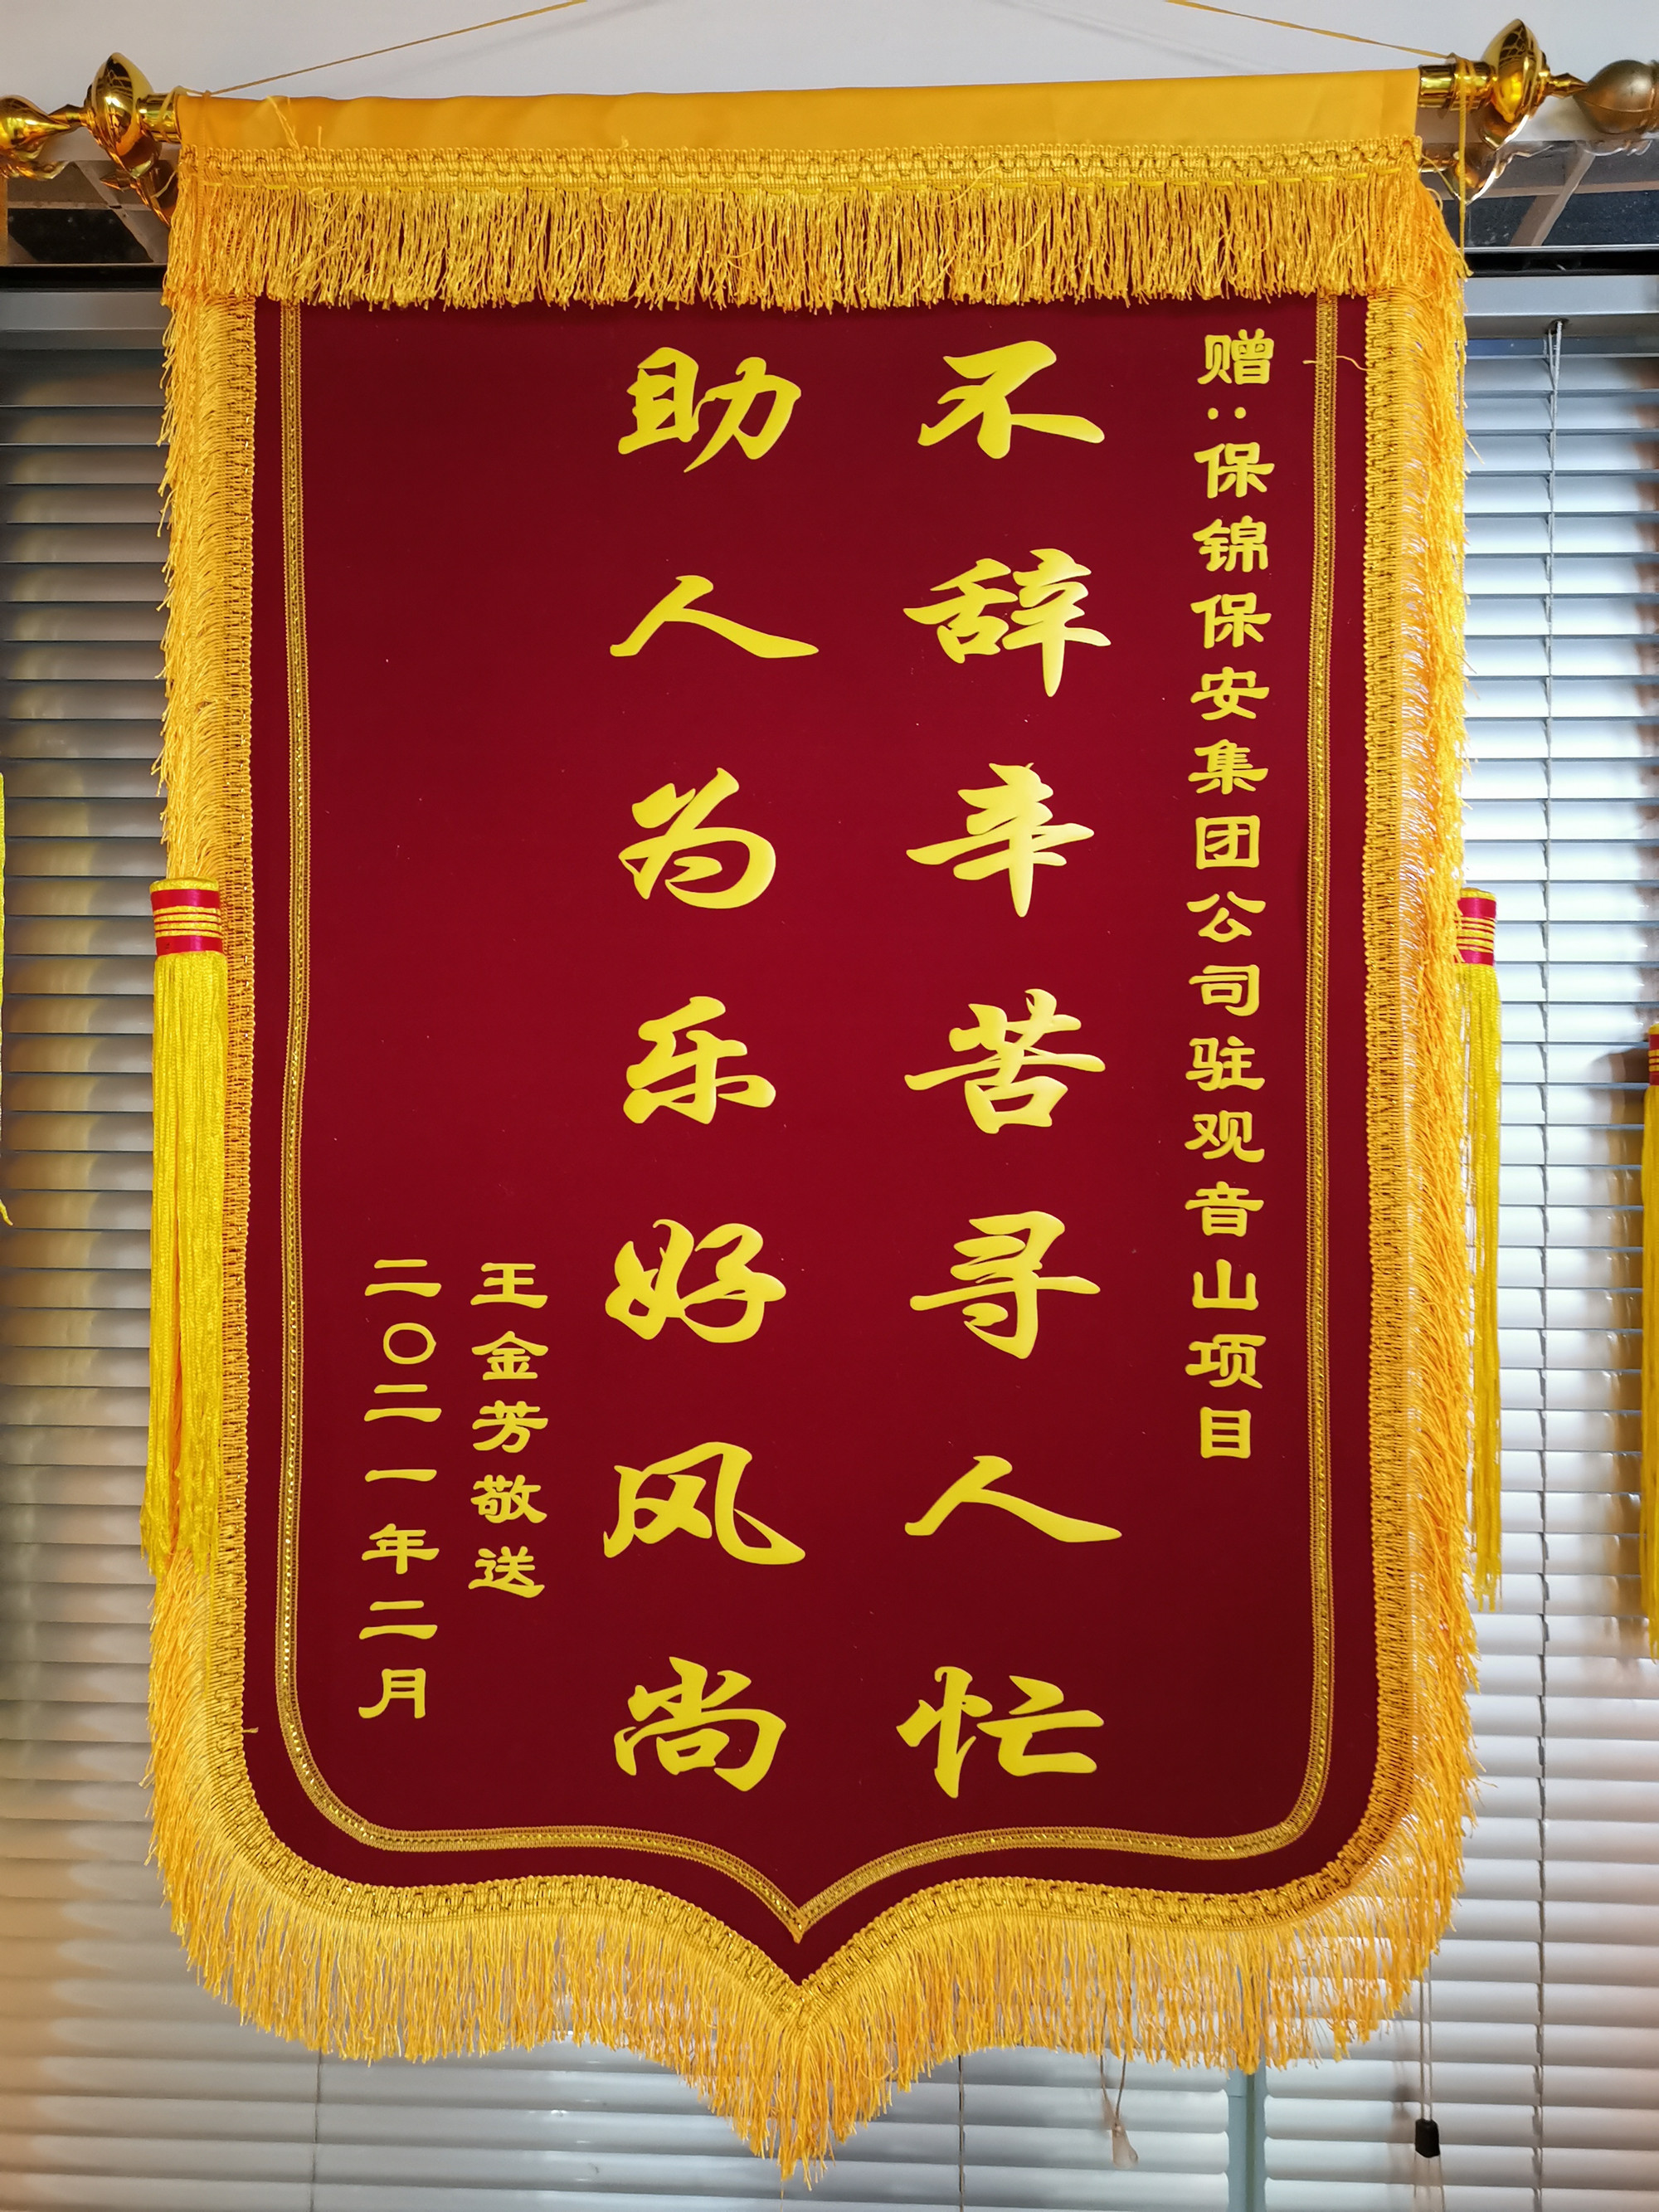 赠:保锦保安集团公司驻观音山项目
不辞辛苦寻人忙
助人为乐好风尚
王金芳敬送
二〇二一年二月